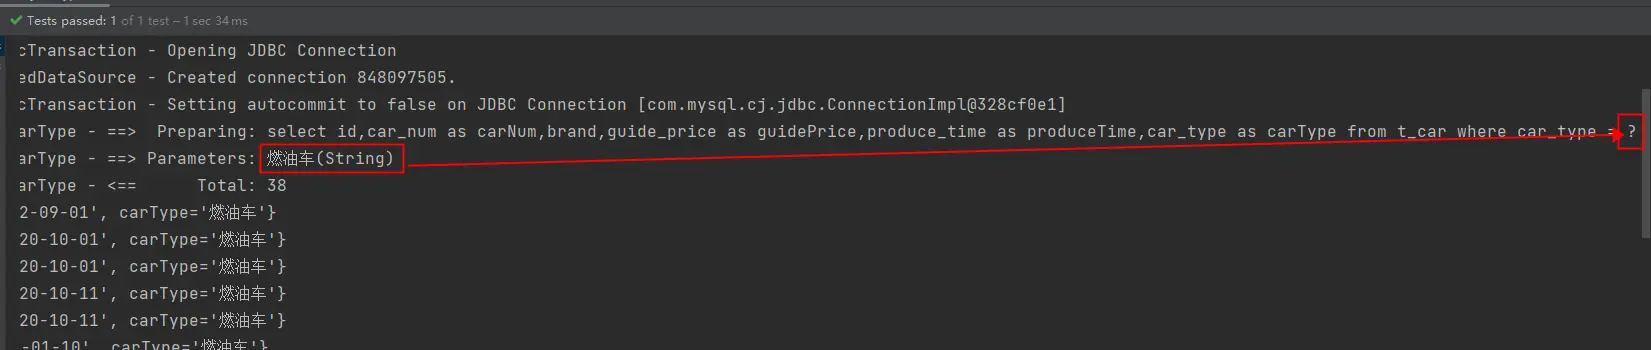 Tests passed: 1 of 1 test – 1 sec 34 ms
cTransaction - Opening JDBC Connection
edDataSource - Created connection 848097505.
cTransaction - Setting autocommit to false on JDBC Connection [com.mysql.cj.jdbc.ConnectionImpl@328cf0e1]
arType - ==>  Preparing: select id,car_num as carNum,brand,guide_price as guidePrice,produce_time as produceTime,car_type as carType from t_car where car_type = ?
arType - ==> Parameters: 燃油车(String)
arType - <==      Total: 38
2-09-01', carType='燃油车'}
20-10-01', carType='燃油车'}
20-10-01', carType='燃油车'}
20-10-11', carType='燃油车'}
20-10-11', carType='燃油车'}
-01-10', carType='燃油车'}